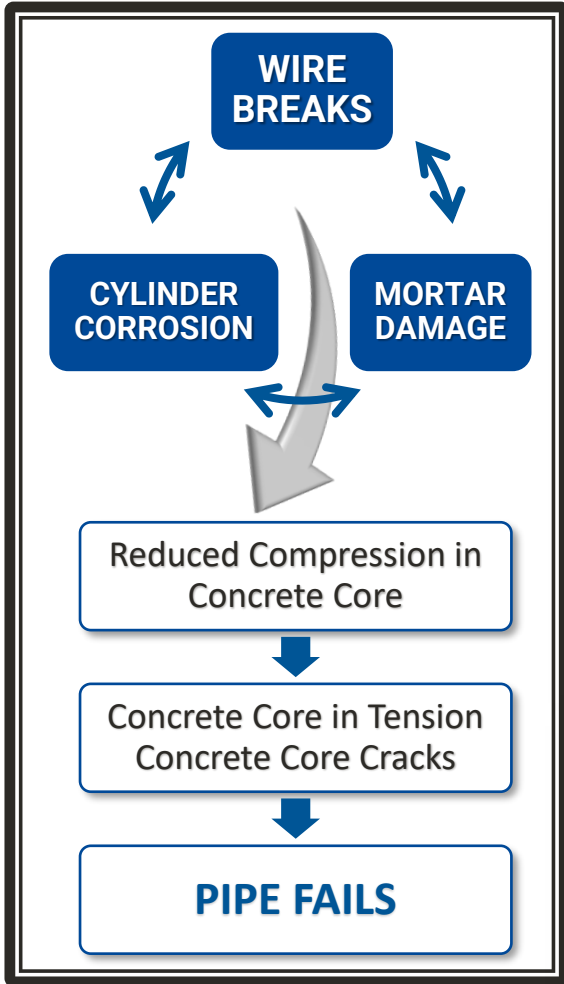 WIRE
BREAKS
CYLINDER
CORROSION
MORTAR
DAMAGE
Reduced Compression in
Concrete Core
Concrete Core in Tension
Concrete Core Cracks
PIPE FAILS